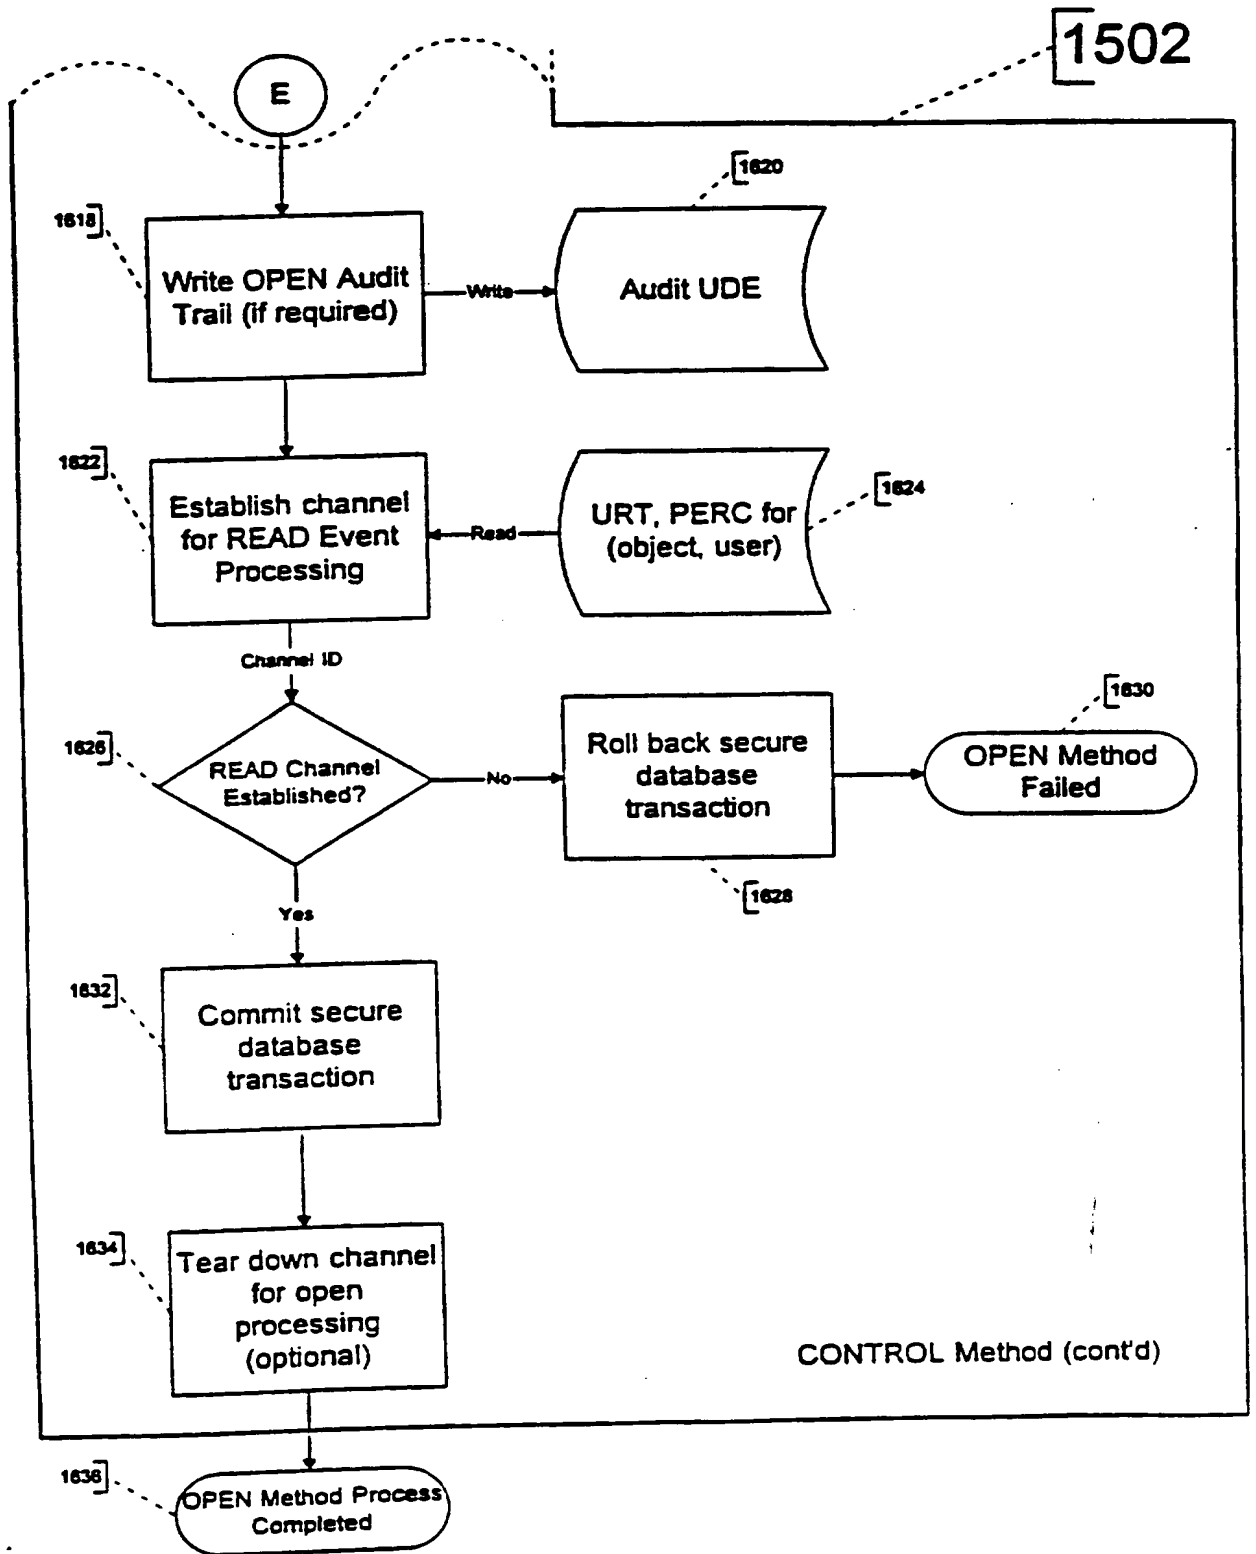 1502
E
1620
1618
Write OPEN Audit
Trail (if required)
Write
Audit UDE
1622
Establish channel
for READ Event
Processing
Read
URT, PERC for
(object, user)
1624
Channel ID
1626
READ Channel
Established?
No
Roll back secure
database
transaction
1628
1630
OPEN Method
Failed
Yes
1632
Commit secure
database
transaction
1634
Tear down channel
for open
processing
(optional)
CONTROL Method (cont'd)
1636
OPEN Method Process
Completed